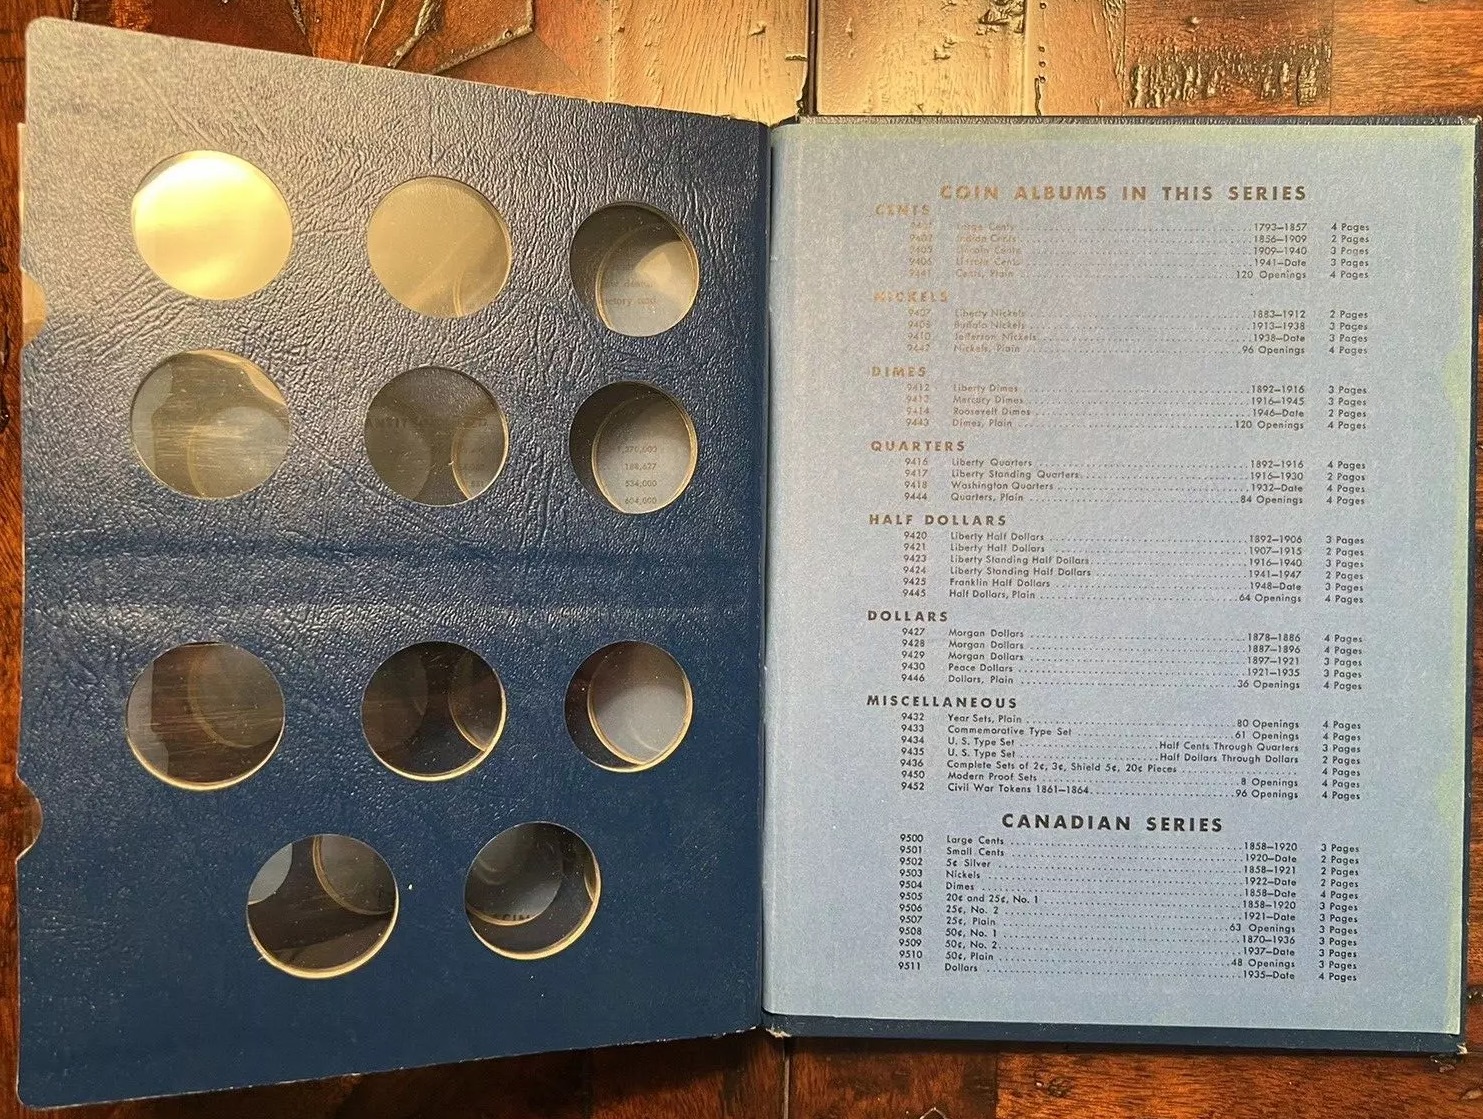 for domin
history and
QUANTITY MINTED
1,370,000
188,677
534,000
604,000
COIN ALBUMS IN THIS SERIES
CENTS
Large Cents 1793—1857 4 Pages
9402 Indian Cents 1856—1909 2 Pages
9405 Lincoln Cents 1909—1940 3 Pages
9406 Lincoln Cents 1941—Date 3 Pages
9441 Cents, Plain 120 Openings 4 Pages
NICKELS
9407 Liberty Nickels 1883—1912 2 Pages
9408 Buffalo Nickels 1913—1938 3 Pages
9410 Jefferson Nickels 1938—Date 3 Pages
9442 Nickels, Plain 96 Openings 4 Pages
DIMES
9412 Liberty Dimes 1892—1916 3 Pages
9413 Mercury Dimes 1916—1945 3 Pages
9414 Roosevelt Dimes 1946—Date 2 Pages
9443 Dimes, Plain 120 Openings 4 Pages
QUARTERS
9416 Liberty Quarters 1892—1916 4 Pages
9417 Liberty Standing Quarters 1916—1930 2 Pages
9418 Washington Quarters 1932—Date 4 Pages
9444 Quarters, Plain 84 Openings 4 Pages
HALF DOLLARS
9420 Liberty Half Dollars 1892—1906 3 Pages
9421 Liberty Half Dollars 1907—1915 2 Pages
9423 Liberty Standing Half Dollars 1916—1940 3 Pages
9424 Liberty Standing Half Dollars 1941—1947 2 Pages
9425 Franklin Half Dollars 1948—Date 3 Pages
9445 Half Dollars, Plain 64 Openings 4 Pages
DOLLARS
9427 Morgan Dollars 1878—1886 4 Pages
9428 Morgan Dollars 1887—1896 4 Pages
9429 Morgan Dollars 1897—1921 3 Pages
9430 Peace Dollars 1921—1935 3 Pages
9446 Dollars, Plain 36 Openings 4 Pages
MISCELLANEOUS
9432 Year Sets, Plain 80 Openings 4 Pages
9433 Commemorative Type Set 61 Openings 4 Pages
9434 U. S. Type Set Half Cents Through Quarters 3 Pages
9435 U. S. Type Set Half Dollars Through Dollars 2 Pages
9436 Complete Sets of 2¢, 3¢, Shield 5¢, 20¢ Pieces 4 Pages
9450 Modern Proof Sets 8 Openings 4 Pages
9452 Civil War Tokens 1861—1864 96 Openings 4 Pages
CANADIAN SERIES
9500 Large Cents 1858—1920 3 Pages
9501 Small Cents 1920—Date 2 Pages
9502 5¢ Silver 1858—1921 2 Pages
9503 Nickels 1922—Date 2 Pages
9504 Dimes 1858—Date 4 Pages
9505 20¢ and 25¢, No. 1 1858—1920 3 Pages
9506 25¢, No. 2 1921—Date 3 Pages
9507 25¢, Plain 63 Openings 3 Pages
9508 50¢, No. 1 1870—1936 3 Pages
9509 50¢, No. 2 1937—Date 3 Pages
9510 50¢, Plain 48 Openings 3 Pages
9511 Dollars 1935—Date 4 Pages